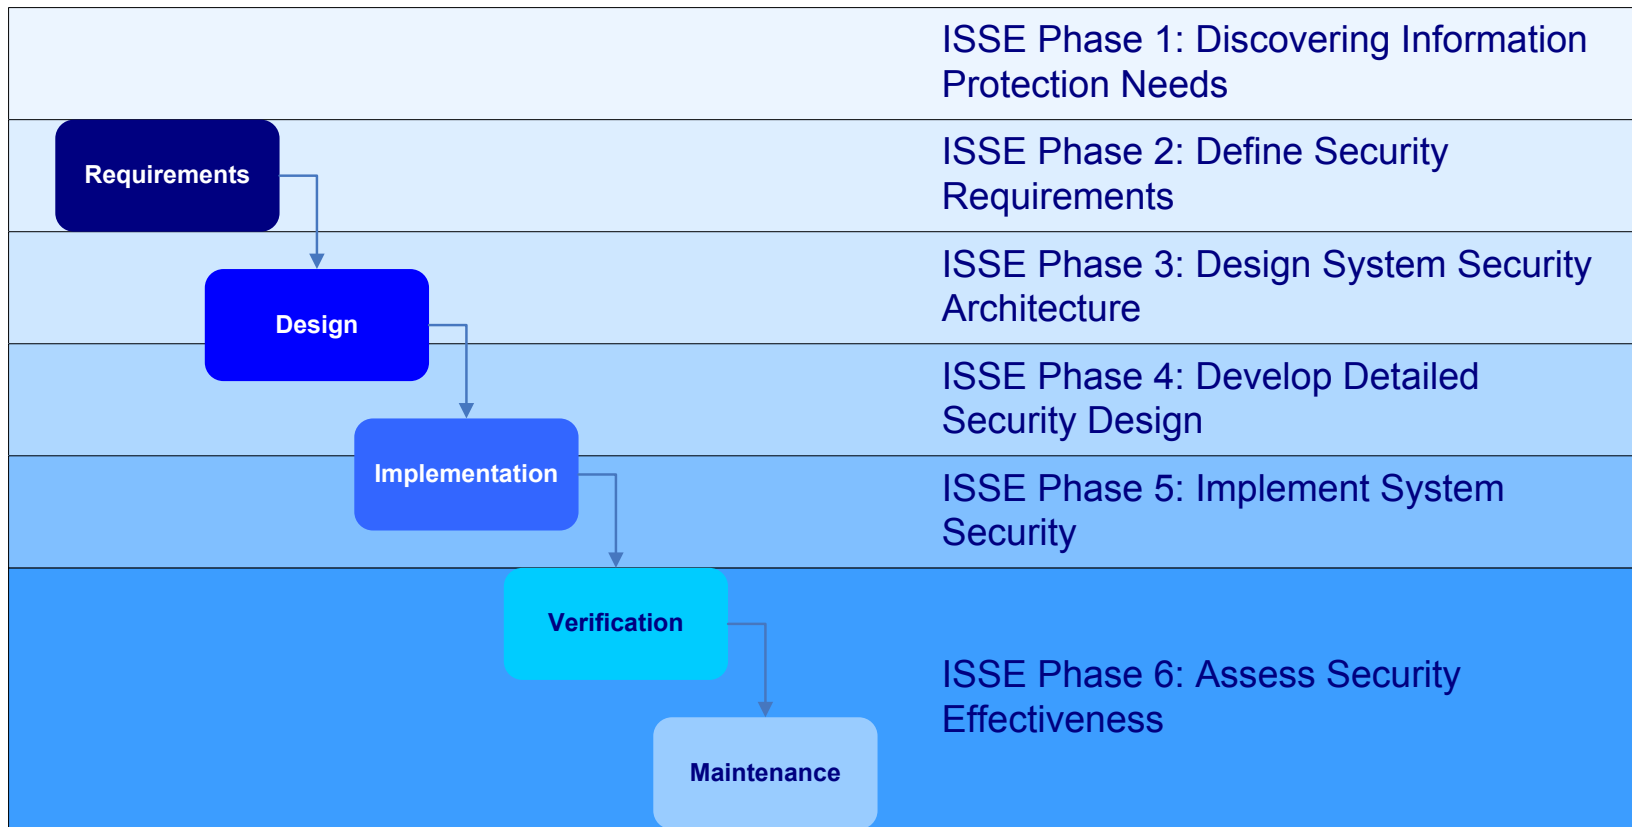 ISSE Phase 1: Discovering Information
Protection Needs
Requirements
ISSE Phase 2: Define Security
Requirements
Design
ISSE Phase 3: Design System Security
Architecture
ISSE Phase 4: Develop Detailed
Security Design
Implementation
ISSE Phase 5: Implement System
Security
Verification
ISSE Phase 6: Assess Security
Effectiveness
Maintenance